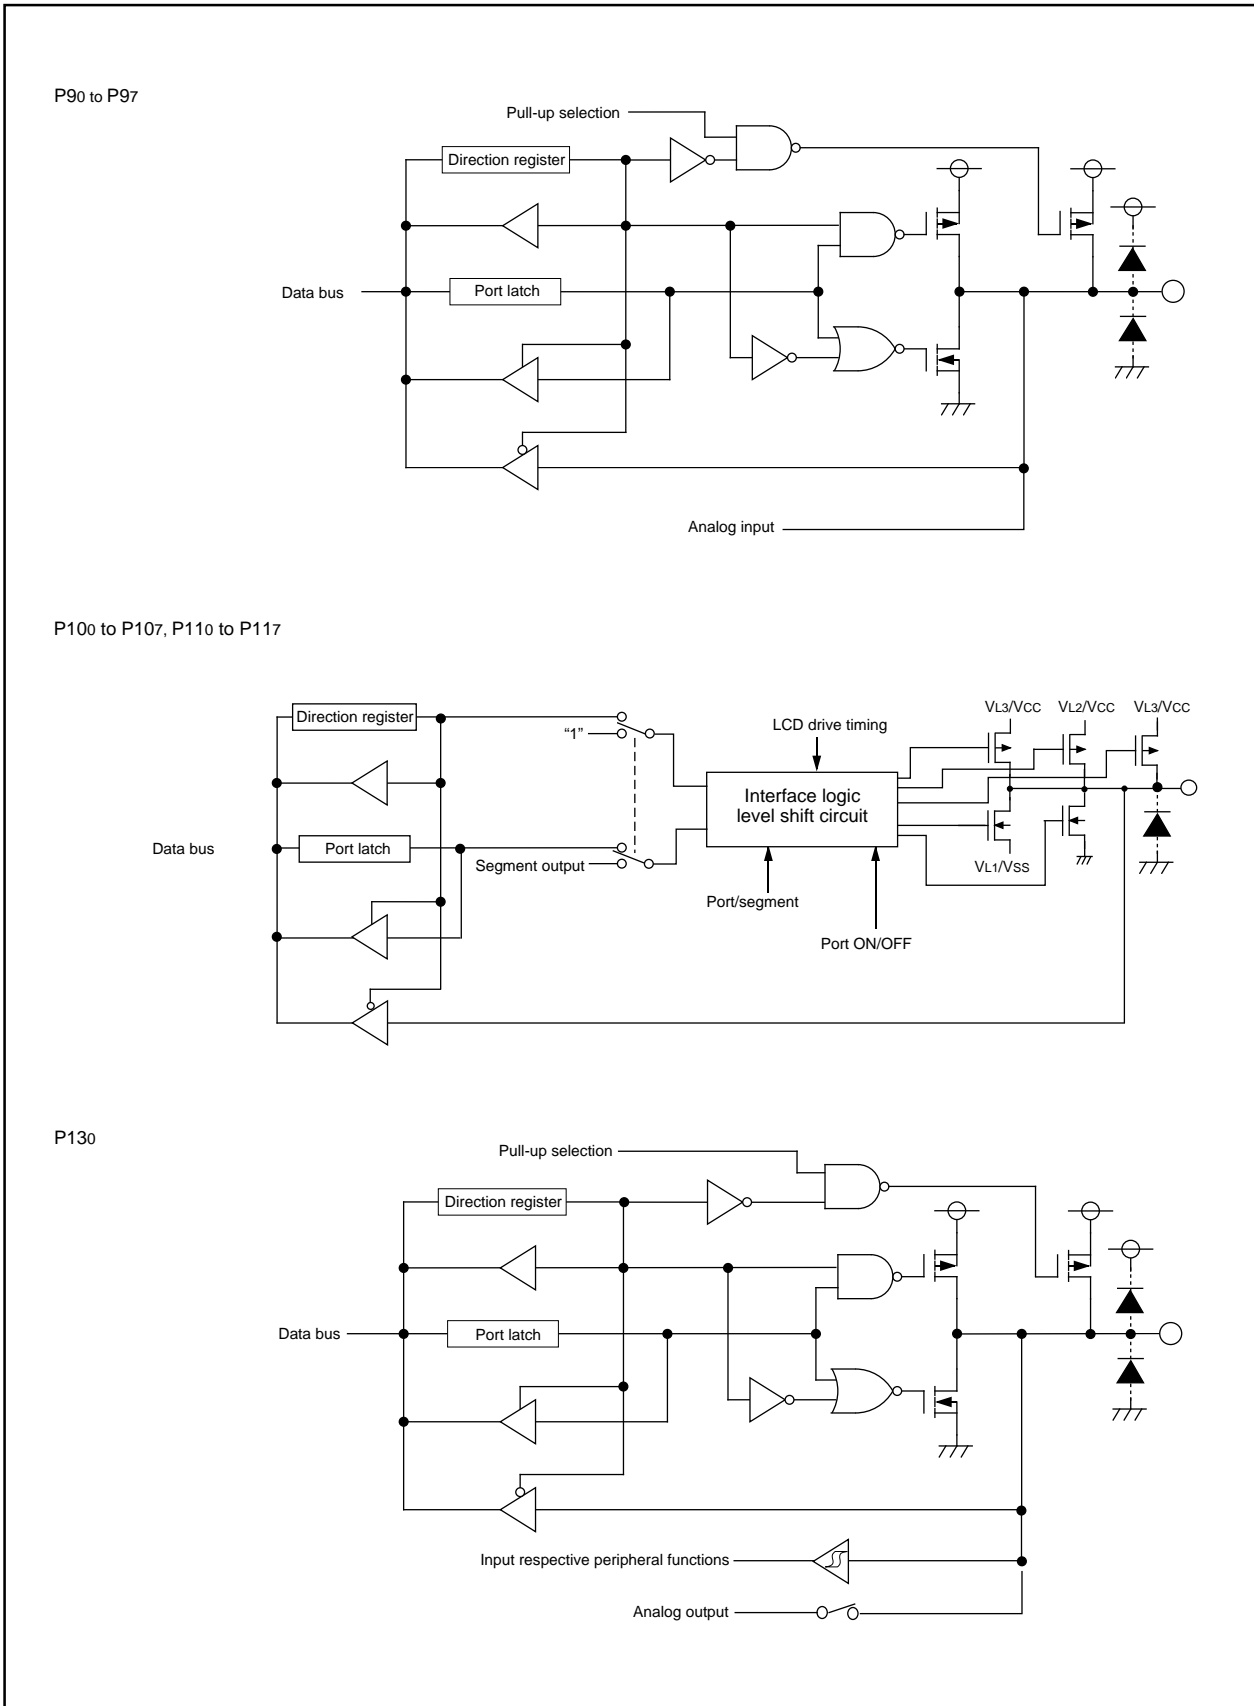 P90 to P97
Pull-up selection
Direction register
Data bus
Port latch
Analog input
P100 to P107, P110 to P117
Direction register
"1"
LCD drive timing
VL3/VCC
VL2/VCC
VL3/VCC
Interface logic
level shift circuit
Data bus
Port latch
Segment output
VL1/VSS
Port/segment
Port ON/OFF
P130
Pull-up selection
Direction register
Data bus
Port latch
Input respective peripheral functions
Analog output